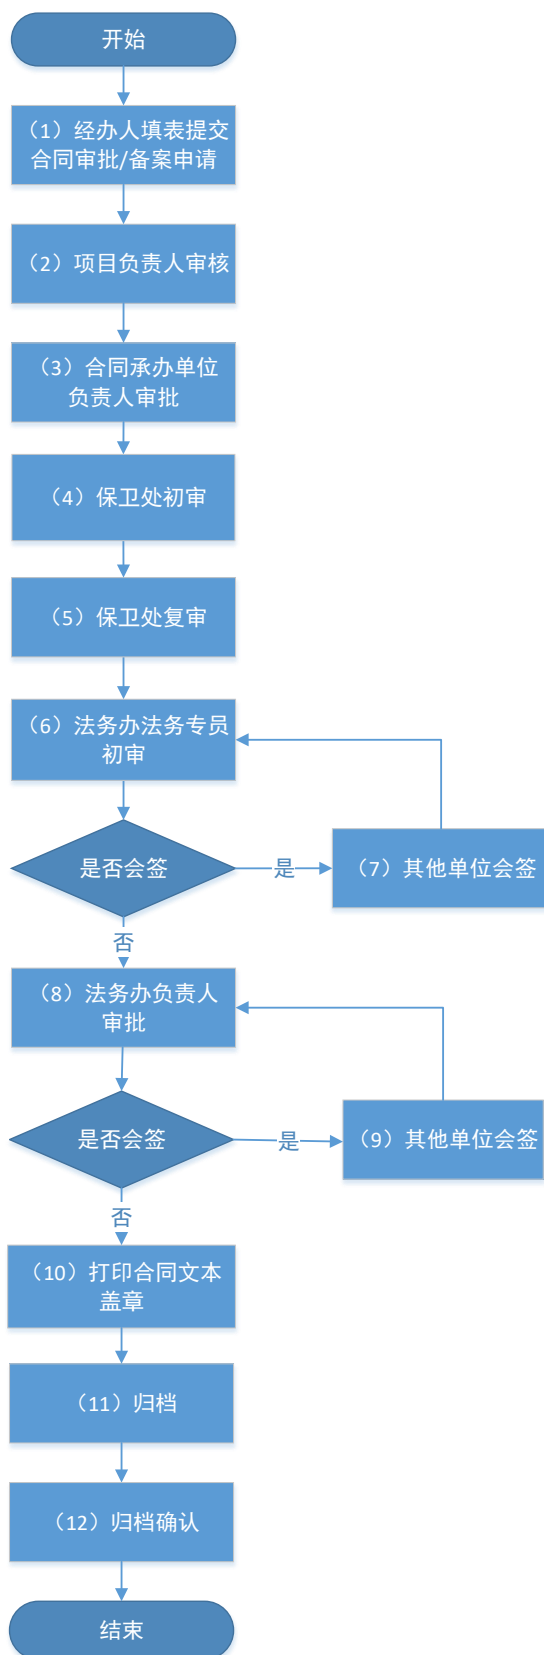 开始
（1）经办人填表提交
合同审批/备案申请
（2）项目负责人审核
（3）合同承办单位
负责人审批
（4）保卫处初审
（5）保卫处复审
（6）法务办法务专员
初审
是否会签
是
（7）其他单位会签
否
（8）法务办负责人
审批
是否会签
是
（9）其他单位会签
否
（10）打印合同文本
盖章
（11）归档
（12）归档确认
结束